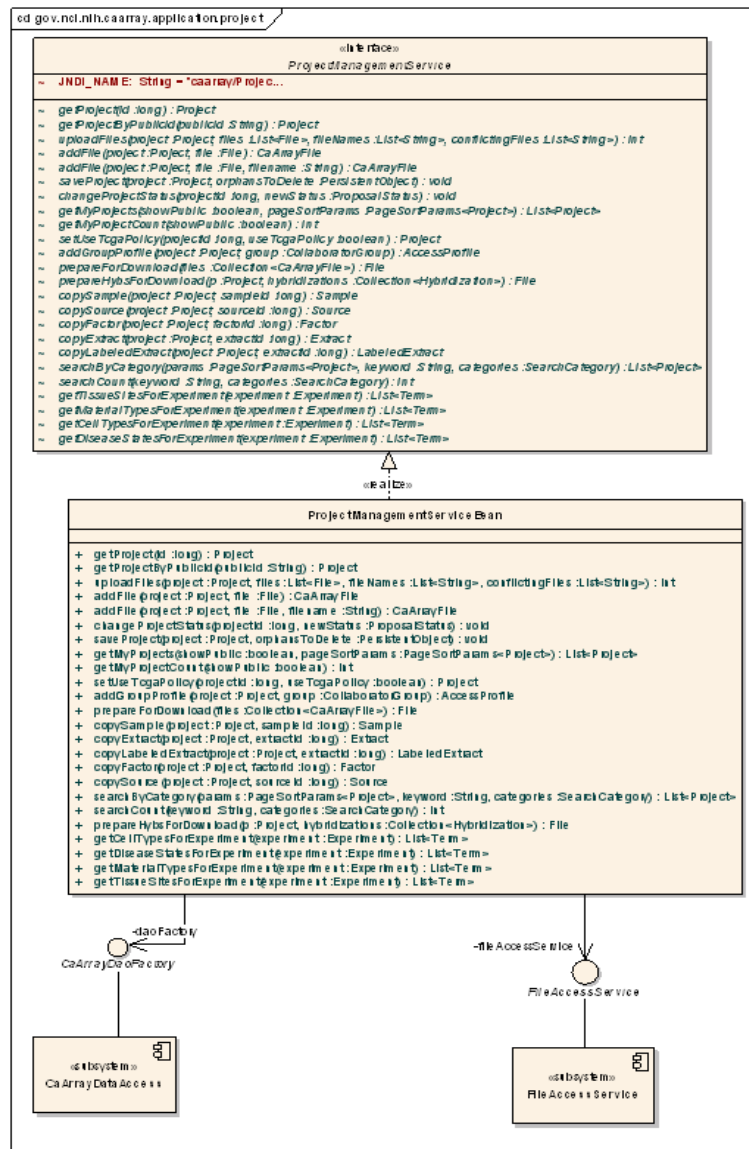 cd gov.nci.nih.caarray.application.project
«interface»
ProjectManagementService
~ JNDI_NAME: String = "caarray/Projec...
~ getProject(id :long) : Project
~ getProjectByPublicId(publicId :String) : Project
~ uploadFiles(project :Project, files :List<File>, fileNames :List<String>, conflictingFiles :List<String>) : int
~ addFile(project :Project, file :File) : CaArrayFile
~ addFile(project :Project, file :File, filename :String) : CaArrayFile
~ saveProject(project :Project, orphansToDelete :PersistentObject) : void
~ changeProjectStatus(projectId :long, newStatus :ProposalStatus) : void
~ getMyProjects(showPublic :boolean, pageSortParams :PageSortParams<Project>) : List<Project>
~ getMyProjectCount(showPublic :boolean) : int
~ setUseTcgaPolicy(projectId :long, useTcgaPolicy :boolean) : Project
~ addGroupProfile(project :Project, group :CollaboratorGroup) : AccessProfile
~ prepareForDownload(files :Collection<CaArrayFile>) : File
~ prepareHybsForDownload(p :Project, hybridizations :Collection<Hybridization>) : File
~ copySample(project :Project, sampleId :long) : Sample
~ copySource(project :Project, sourceId :long) : Source
~ copyFactor(project :Project, factorId :long) : Factor
~ copyExtract(project :Project, extractId :long) : Extract
~ copyLabeledExtract(project :Project, extractId :long) : LabeledExtract
~ searchByCategory(params :PageSortParams<Project>, keyword :String, categories :SearchCategory) : List<Project>
~ searchCount(keyword :String, categories :SearchCategory) : int
~ getTissueSitesForExperiment(experiment :Experiment) : List<Term>
~ getMaterialTypesForExperiment(experiment :Experiment) : List<Term>
~ getCellTypesForExperiment(experiment :Experiment) : List<Term>
~ getDiseaseStatesForExperiment(experiment :Experiment) : List<Term>
«realize»
ProjectManagementServiceBean
+ getProject(id :long) : Project
+ getProjectByPublicId(publicId :String) : Project
+ uploadFiles(project :Project, files :List<File>, fileNames :List<String>, conflictingFiles :List<String>) : int
+ addFile(project :Project, file :File) : CaArrayFile
+ addFile(project :Project, file :File, filename :String) : CaArrayFile
+ changeProjectStatus(projectId :long, newStatus :ProposalStatus) : void
+ saveProject(project :Project, orphansToDelete :PersistentObject) : void
+ getMyProjects(showPublic :boolean, pageSortParams :PageSortParams<Project>) : List<Project>
+ getMyProjectCount(showPublic :boolean) : int
+ setUseTcgaPolicy(projectId :long, useTcgaPolicy :boolean) : Project
+ addGroupProfile(project :Project, group :CollaboratorGroup) : AccessProfile
+ prepareForDownload(files :Collection<CaArrayFile>) : File
+ copySample(project :Project, sampleId :long) : Sample
+ copyExtract(project :Project, extractId :long) : Extract
+ copyLabeledExtract(project :Project, extractId :long) : LabeledExtract
+ copyFactor(project :Project, factorId :long) : Factor
+ copySource(project :Project, sourceId :long) : Source
+ searchByCategory(params :PageSortParams<Project>, keyword :String, categories :SearchCategory) : List<Project>
+ searchCount(keyword :String, categories :SearchCategory) : int
+ prepareHybsForDownload(p :Project, hybridizations :Collection<Hybridization>) : File
+ getCellTypesForExperiment(experiment :Experiment) : List<Term>
+ getDiseaseStatesForExperiment(experiment :Experiment) : List<Term>
+ getMaterialTypesForExperiment(experiment :Experiment) : List<Term>
+ getTissueSitesForExperiment(experiment :Experiment) : List<Term>
-daoFactory
-fileAccessService
CaArrayDaoFactory
FileAccessService
«subsystem»
CaArrayDataAccess
«subsystem»
FileAccessService